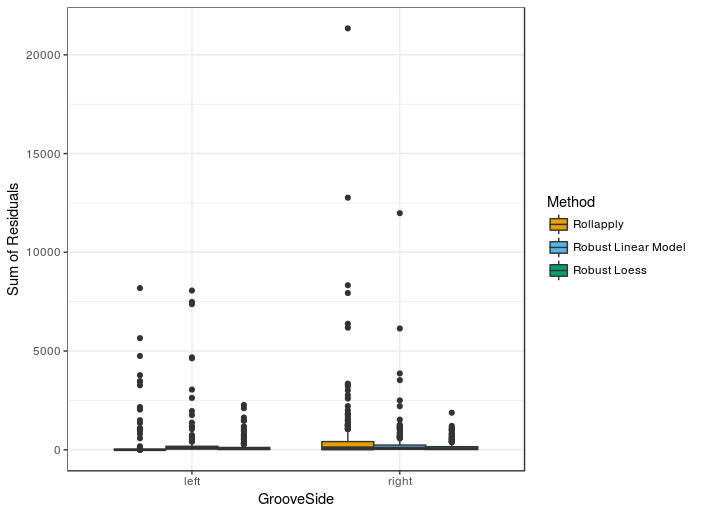 20000
15000
10000
5000
0
Sum of Residuals
left
right
GrooveSide
Method
Rollapply
Robust Linear Model
Robust Loess